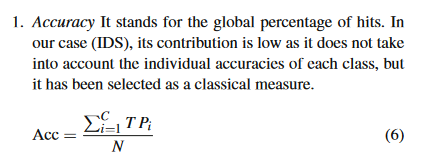 1. Accuracy It stands for the global percentage of hits. In
our case (IDS), its contribution is low as it does not take
into account the individual accuracies of each class, but
it has been selected as a classical measure.
Acc = \frac{\sum_{i=1}^{C} TP_i}{N} (6)